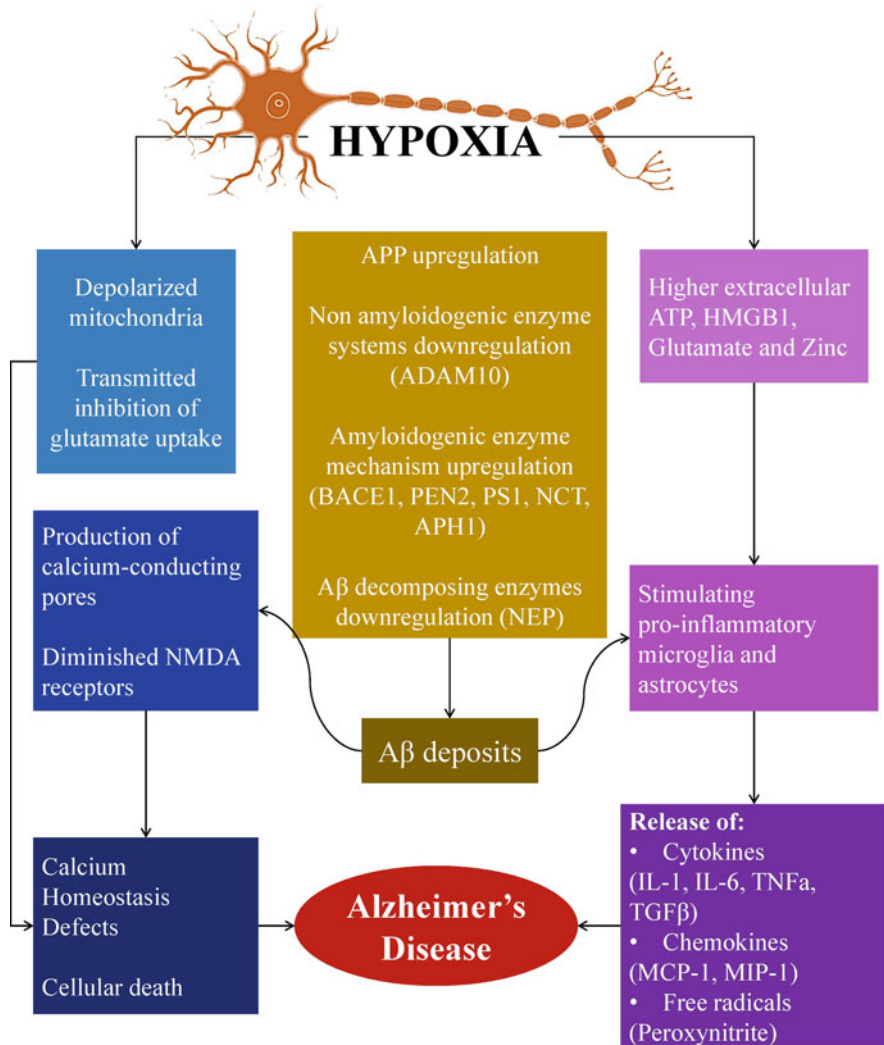 HYPOXIA
Depolarized
mitochondria
Transmitted
inhibition of
glutamate uptake
APP upregulation
Non amyloidogenic enzyme
systems downregulation
(ADAM10)
Amyloidogenic enzyme
mechanism upregulation
(BACE1, PEN2, PS1, NCT,
APH1)
Aβ decomposing enzymes
downregulation (NEP)
Higher extracellular
ATP, HMGB1,
Glutamate and Zinc
Production of
calcium-conducting
pores
Diminished NMDA
receptors
Stimulating
pro-inflammatory
microglia and
astrocytes
Aβ deposits
Calcium
Homeostasis
Defects
Cellular death
Alzheimer’s
Disease
Release of:
• Cytokines
(IL-1, IL-6, TNFa,
TGFβ)
• Chemokines
(MCP-1, MIP-1)
• Free radicals
(Peroxynitrite)